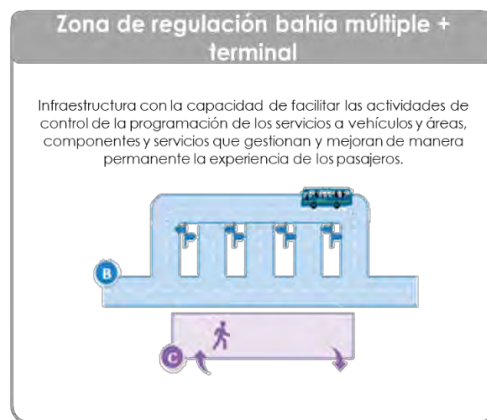 Zona de regulación bahía múltiple +
terminal
Infraestructura con la capacidad de facilitar las actividades de
control de la programación de los servicios a vehículos y áreas,
componentes y servicios que gestionan y mejoran de manera
permanente la experiencia de los pasajeros.
B
C